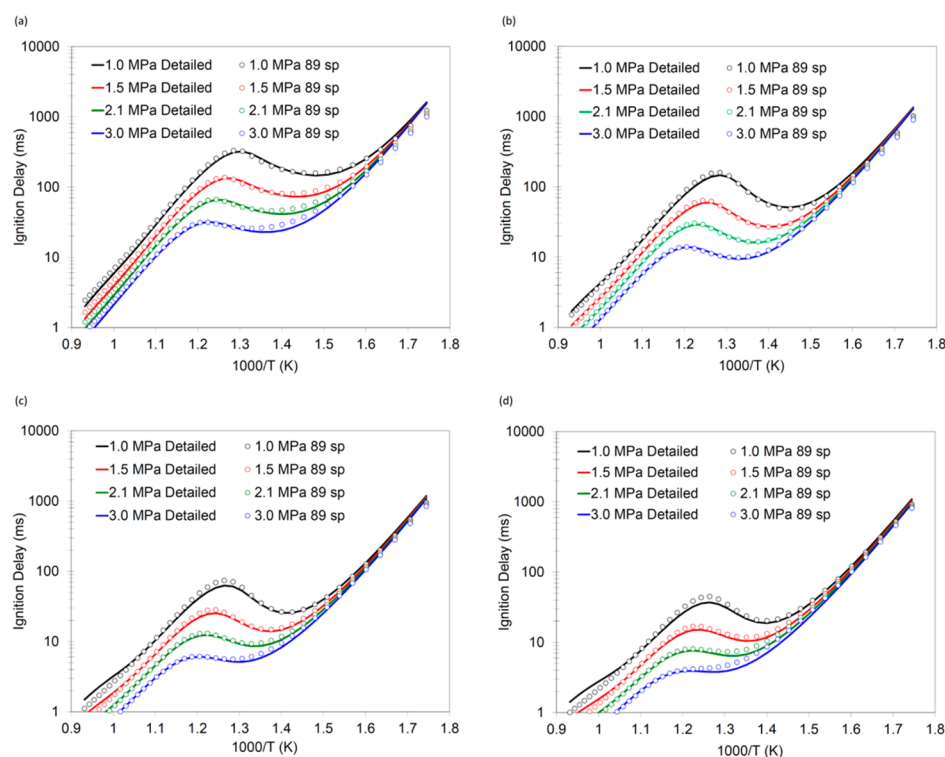 (a)
Ignition Delay (ms)
10000
1000
100
10
1
1.0 MPa Detailed 1.0 MPa 89 sp
1.5 MPa Detailed 1.5 MPa 89 sp
2.1 MPa Detailed 2.1 MPa 89 sp
3.0 MPa Detailed 3.0 MPa 89 sp
0.9 1 1.1 1.2 1.3 1.4 1.5 1.6 1.7 1.8
1000/T (K)
(b)
Ignition Delay (ms)
10000
1000
100
10
1
1.0 MPa Detailed 1.0 MPa 89 sp
1.5 MPa Detailed 1.5 MPa 89 sp
2.1 MPa Detailed 2.1 MPa 89 sp
3.0 MPa Detailed 3.0 MPa 89 sp
0.9 1 1.1 1.2 1.3 1.4 1.5 1.6 1.7 1.8
1000/T (K)
(c)
Ignition Delay (ms)
10000
1000
100
10
1
1.0 MPa Detailed 1.0 MPa 89 sp
1.5 MPa Detailed 1.5 MPa 89 sp
2.1 MPa Detailed 2.1 MPa 89 sp
3.0 MPa Detailed 3.0 MPa 89 sp
0.9 1 1.1 1.2 1.3 1.4 1.5 1.6 1.7 1.8
1000/T (K)
(d)
Ignition Delay (ms)
10000
1000
100
10
1
1.0 MPa Detailed 1.0 MPa 89 sp
1.5 MPa Detailed 1.5 MPa 89 sp
2.1 MPa Detailed 2.1 MPa 89 sp
3.0 MPa Detailed 3.0 MPa 89 sp
0.9 1 1.1 1.2 1.3 1.4 1.5 1.6 1.7 1.8
1000/T (K)